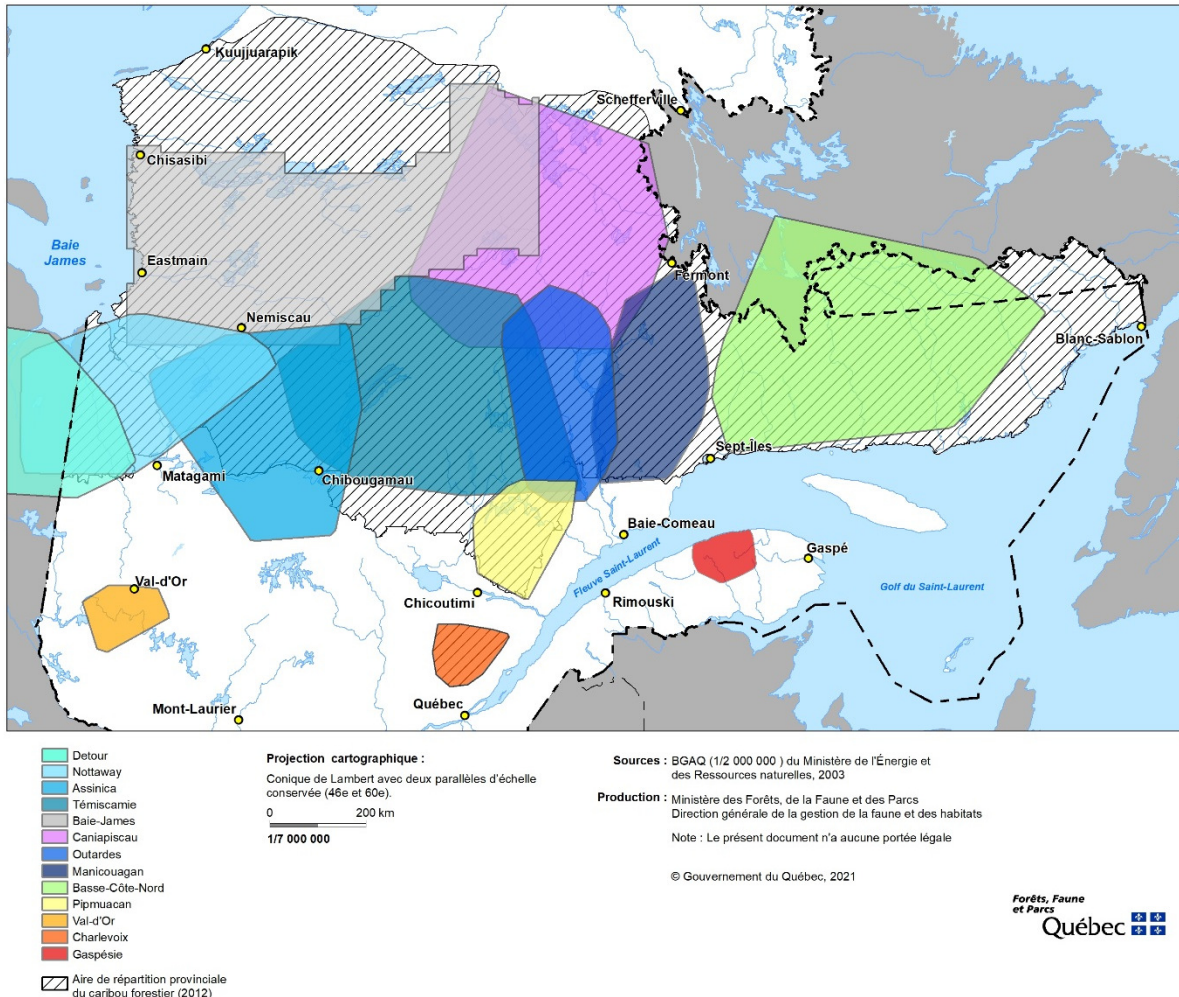 Kuujjuarapik
Schefferville
Chisasibi
Baie
James
Eastmain
Fermont
Nemiscau
Blanc-Sablon
Matagami
Chibougamau
Sept-Îles
Baie-Comeau
Gaspé
Val-d'Or
Fleuve Saint-Laurent
Golf du Saint-Laurent
Chicoutimi
Rimouski
Mont-Laurier
Québec
Detour
Nottaway
Assinica
Témiscamie
Baie-James
Caniapiscau
Outardes
Manicouagan
Basse-Côte-Nord
Pipmuacan
Val-d'Or
Charlevoix
Gaspésie
Aire de répartition provinciale
du caribou forestier (2012)
Projection cartographique :
Conique de Lambert avec deux parallèles d'échelle
conservée (46e et 60e).
0 200 km
1/7 000 000
Sources : BGAQ (1/2 000 000 ) du Ministère de l'Énergie et
des Ressources naturelles, 2003
Production : Ministère des Forêts, de la Faune et des Parcs
Direction générale de la gestion de la faune et des habitats
Note : Le présent document n'a aucune portée légale
© Gouvernement du Québec, 2021
Forêts, Faune
et Parcs
Québec